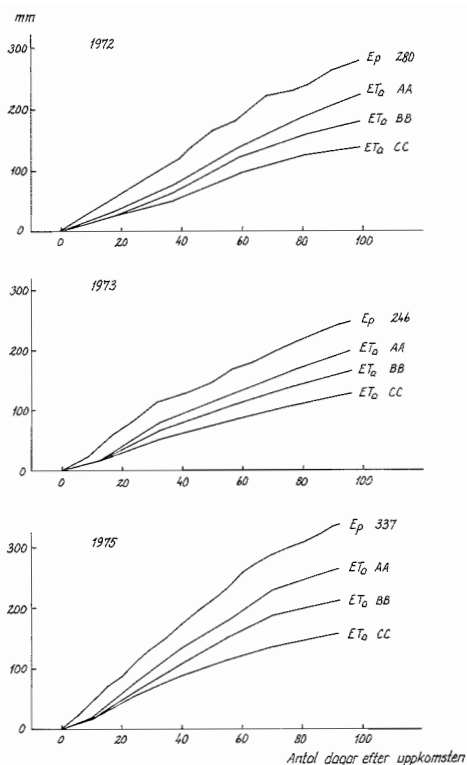 mm
1972
300
200
100
0
Ep 280
ETa AA
ETa BB
ETa CC
0 20 40 60 80 100
1973
300
200
100
0
Ep 246
ETa AA
ETa BB
ETa CC
0 20 40 60 80 100
1975
300
200
100
0
Ep 337
ETa AA
ETa BB
ETa CC
0 20 40 60 80 100
Antal dagar efter uppkomsten